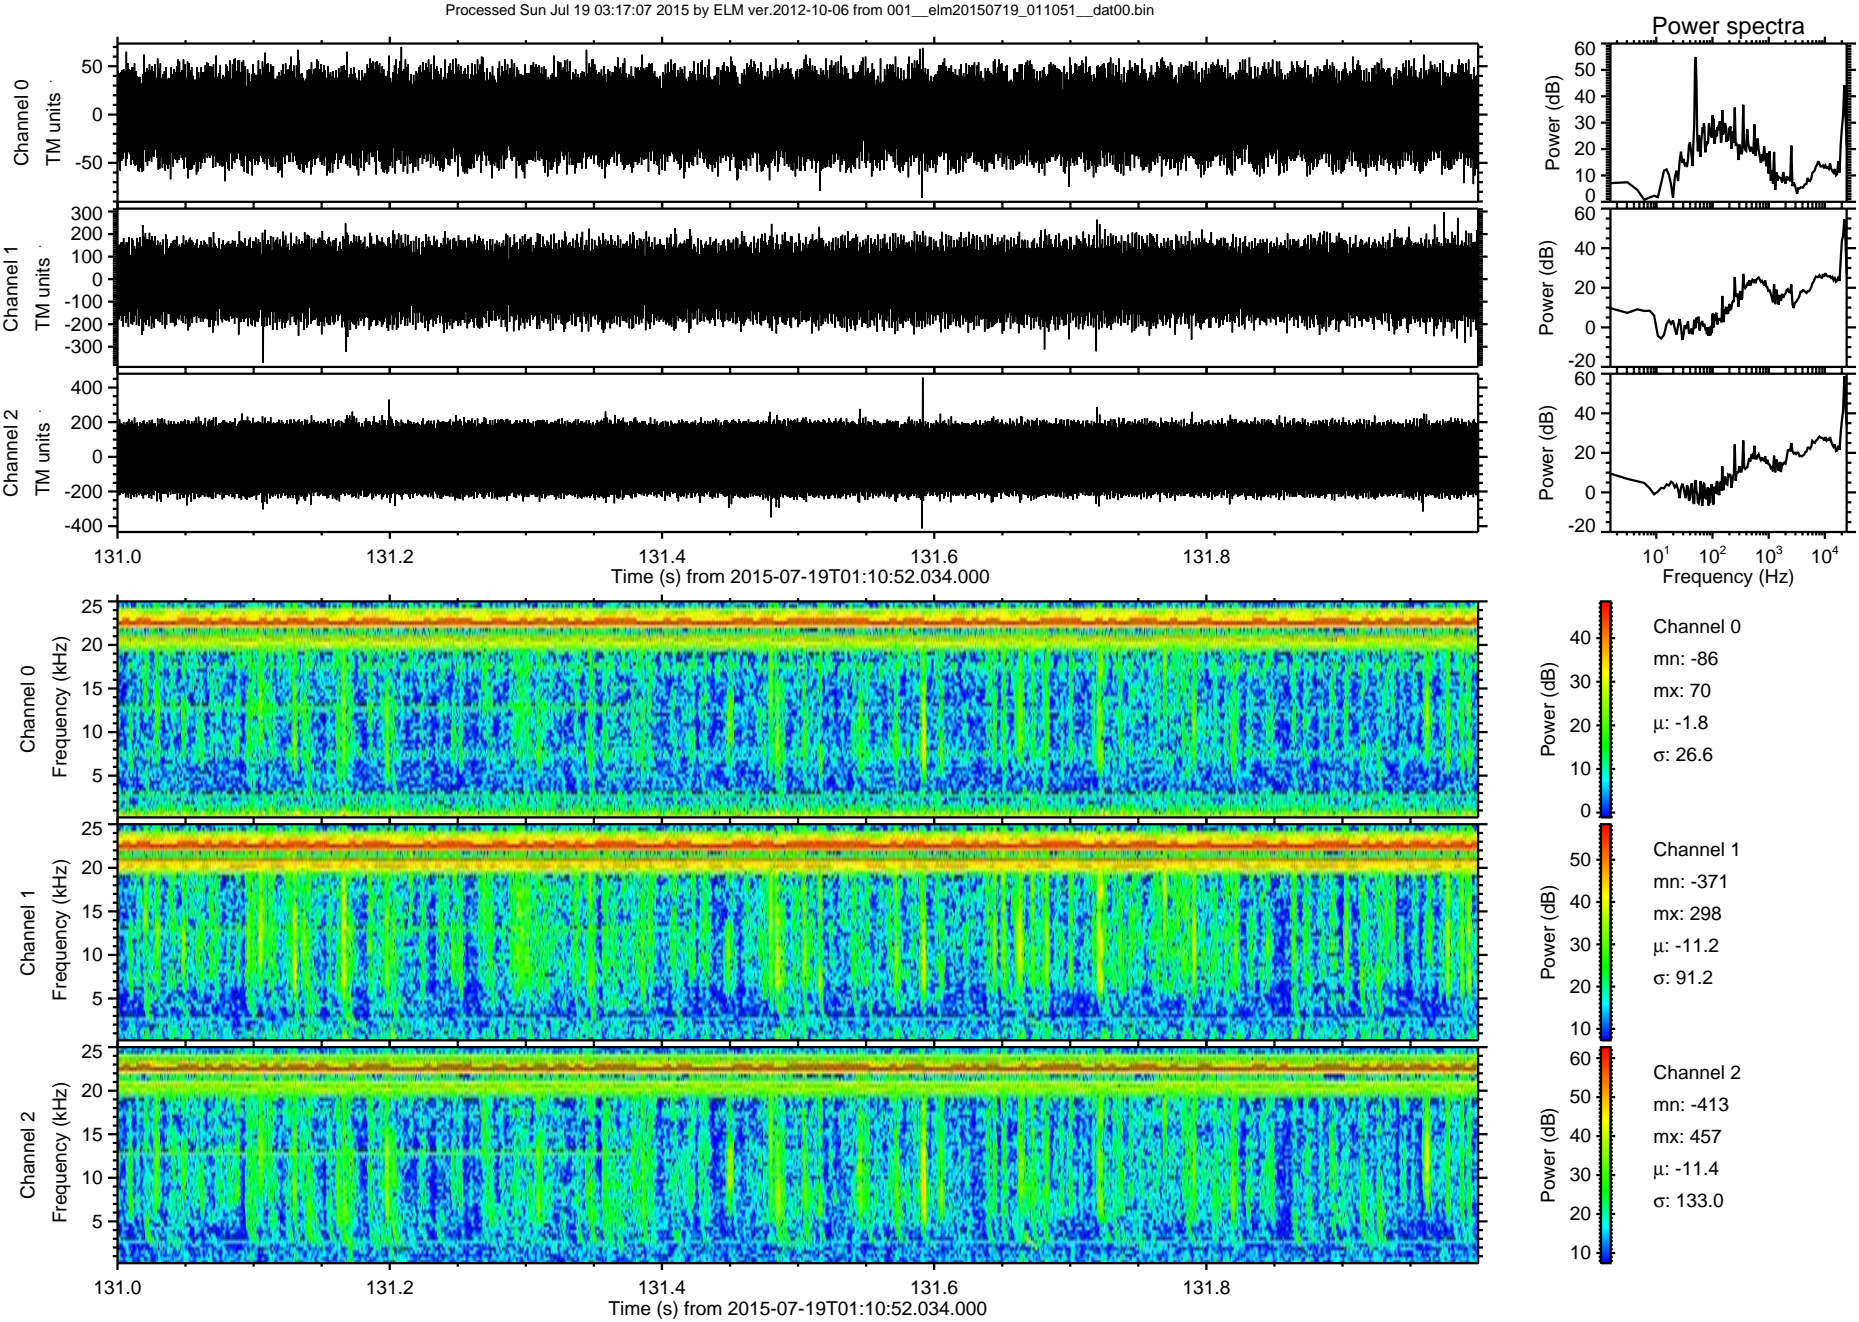 Processed Sun Jul 19 03:17:07 2015 by ELM ver.2012-10-06 from 001__elm20150719_011051__dat00.bin
Power spectra
Channel 0
TM units
50
0
-50
Power (dB)
60
50
40
30
20
10
0
Channel 1
TM units
300
200
100
0
-100
-200
-300
Power (dB)
60
40
20
0
-20
Channel 2
TM units
400
200
0
-200
-400
Power (dB)
60
40
20
0
-20
131.0 131.2 131.4 131.6 131.8
Time (s) from 2015-07-19T01:10:52.034.000
10¹ 10² 10³ 10⁴
Frequency (Hz)
Channel 0
Frequency (kHz)
25
20
15
10
5
Power (dB)
40
30
20
10
0
Channel 0
mn: -86
mx: 70
μ: -1.8
σ: 26.6
Channel 1
Frequency (kHz)
25
20
15
10
5
Power (dB)
50
40
30
20
10
Channel 1
mn: -371
mx: 298
μ: -11.2
σ: 91.2
Channel 2
Frequency (kHz)
25
20
15
10
5
Power (dB)
60
50
40
30
20
10
Channel 2
mn: -413
mx: 457
μ: -11.4
σ: 133.0
131.0 131.2 131.4 131.6 131.8
Time (s) from 2015-07-19T01:10:52.034.000